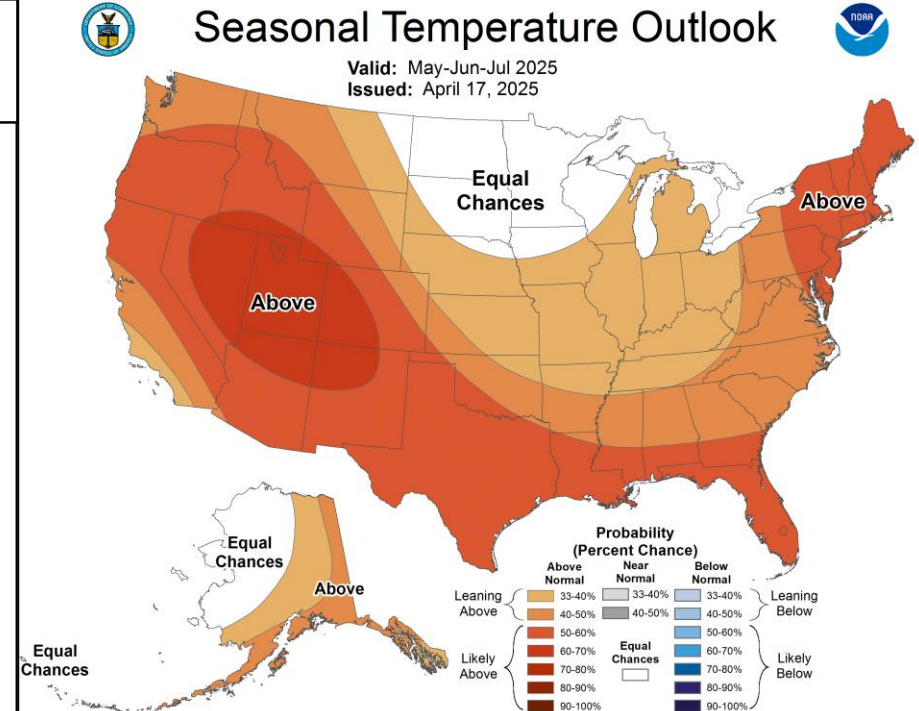 Seasonal Temperature Outlook
NOAA
Valid: May-Jun-Jul 2025
Issued: April 17, 2025
Equal
Chances
Above
Above
Equal
Chances
Above
Equal
Chances
Probability
(Percent Chance)
Above
Normal
Near
Normal
Below
Normal
Leaning
Above
33-40%
40-50%
33-40%
40-50%
33-40%
40-50%
Leaning
Below
Likely
Above
50-60%
60-70%
70-80%
80-90%
90-100%
Equal
Chances
50-60%
60-70%
70-80%
80-90%
90-100%
Likely
Below